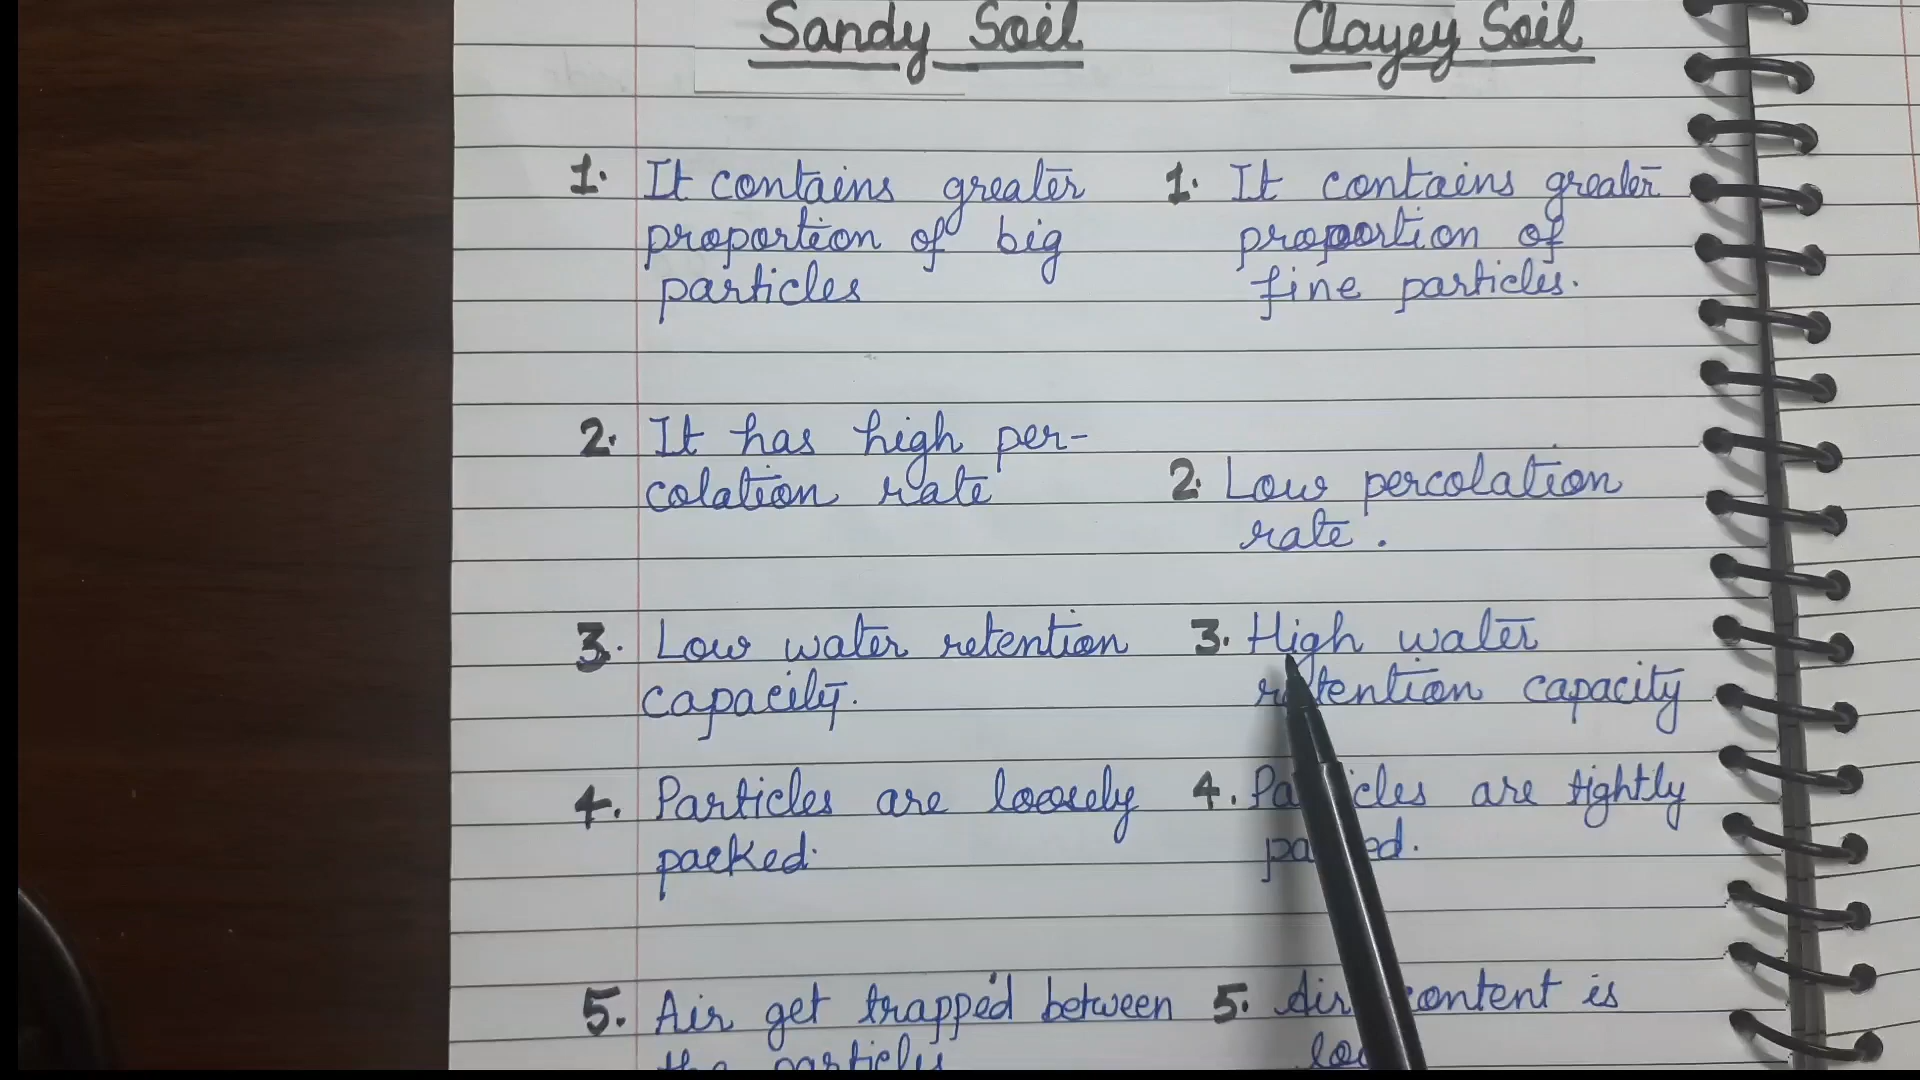 Sandy Soil
Clayey Soil
1. It contains greater
proportion of big
particles
1. It contains greater
proportion of
fine particles.
2. It has high per-
colation rate
2. Low percolation
rate.
3. Low water retention
capacity.
3. High water
retention capacity
4. Particles are loosely
packed.
4. Particles are tightly
packed.
5. Air get trapped between
the particles
5. Air content is